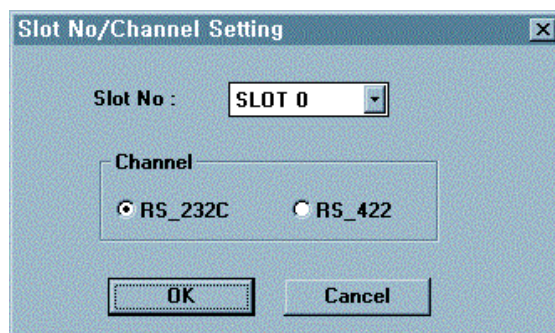 Slot No/Channel Setting
Slot No : SLOT 0
Channel
RS_232C RS_422
OK Cancel